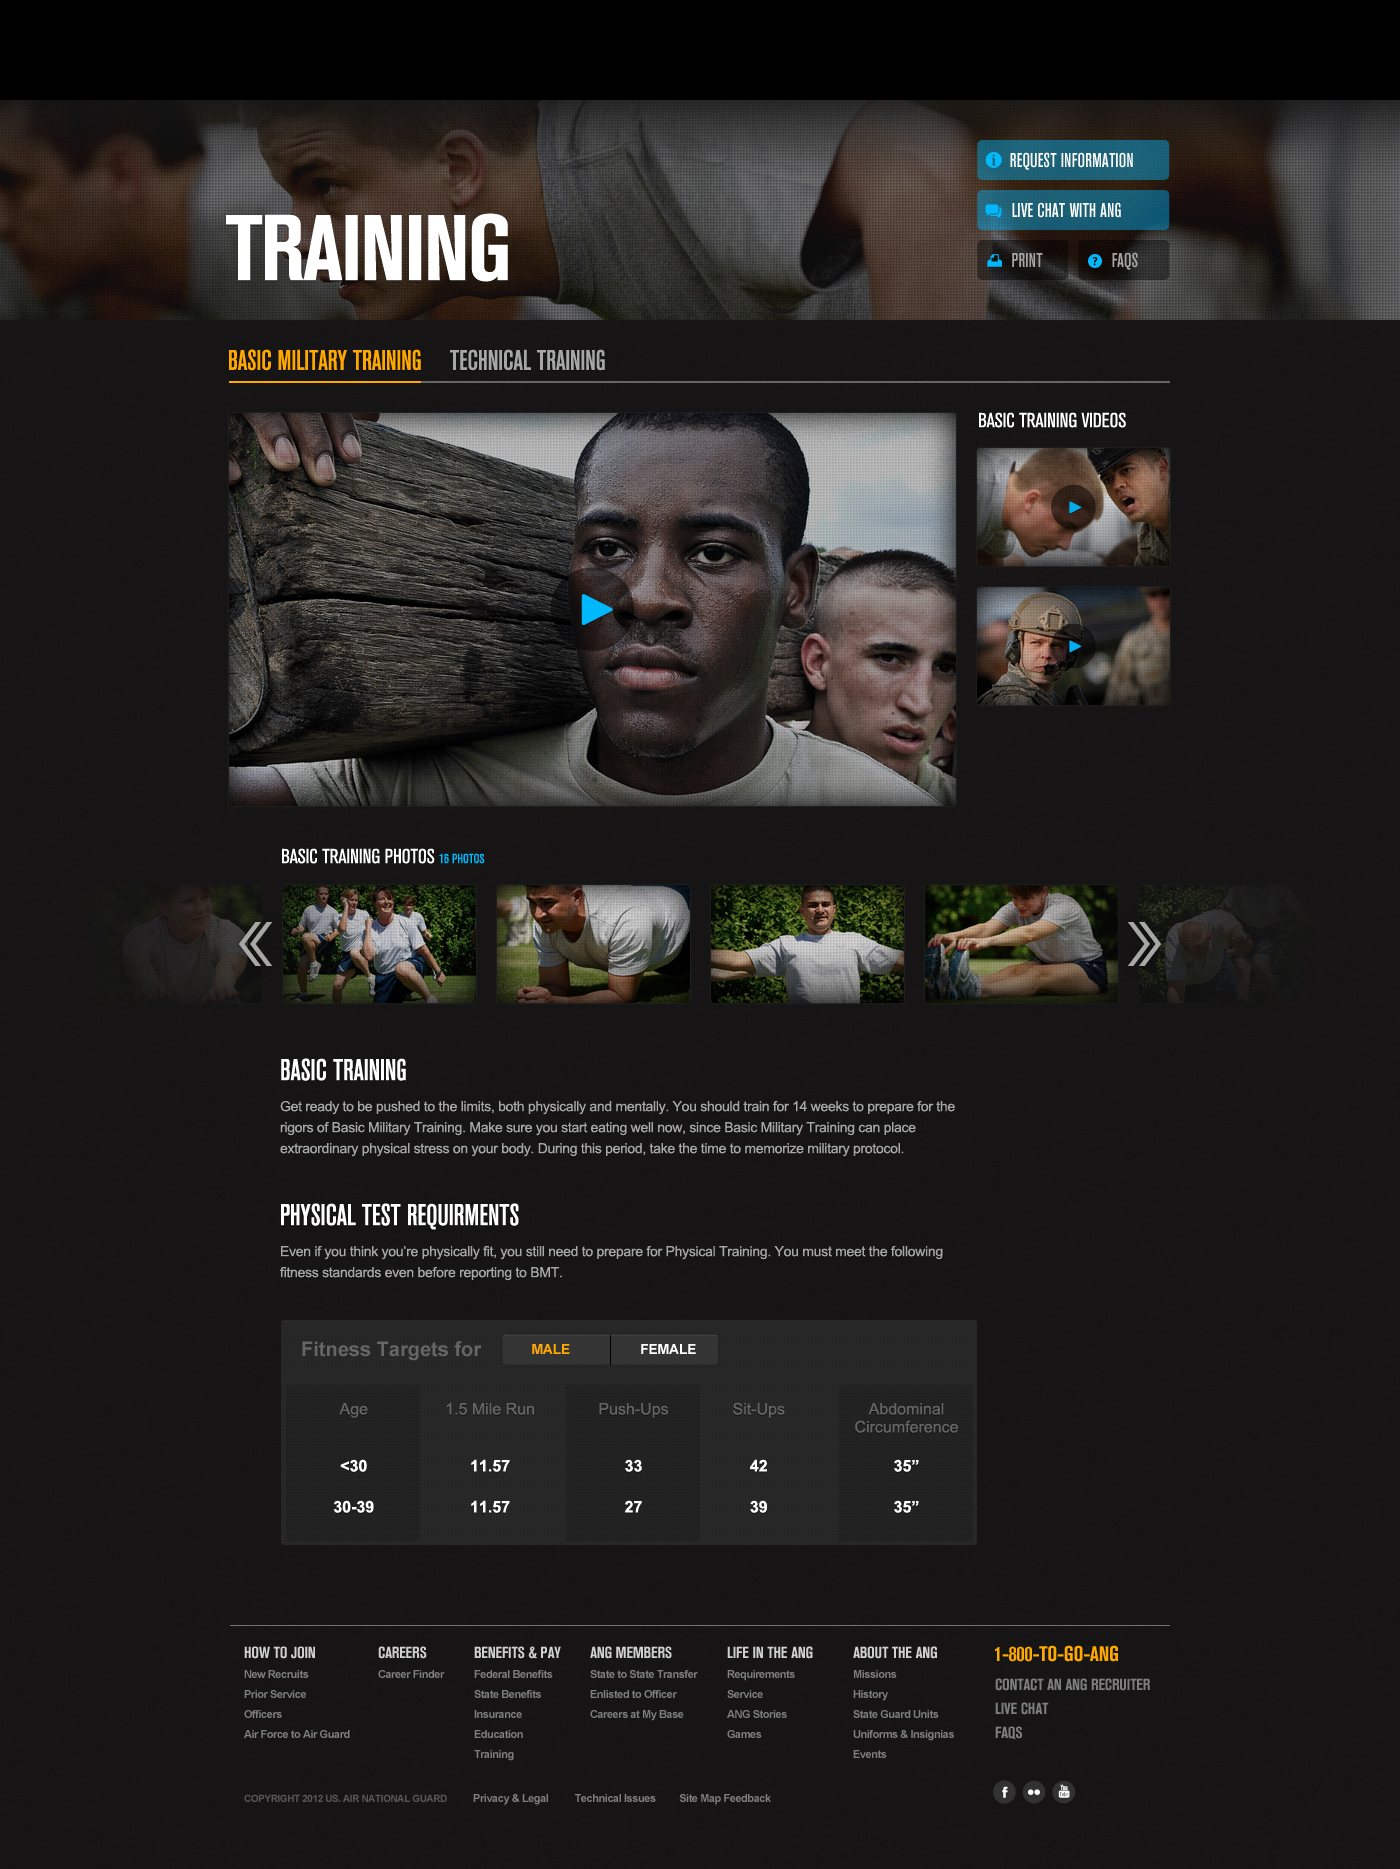 TRAINING
REQUEST INFORMATION
LIVE CHAT WITH ANG
PRINT
FAQS
BASIC MILITARY TRAINING
TECHNICAL TRAINING
BASIC TRAINING VIDEOS
BASIC TRAINING PHOTOS 16 PHOTOS
BASIC TRAINING
Get ready to be pushed to the limits, both physically and mentally. You should train for 14 weeks to prepare for the
rigors of Basic Military Training. Make sure you start eating well now, since Basic Military Training can place
extraordinary physical stress on your body. During this period, take the time to memorize military protocol.
PHYSICAL TEST REQUIRMENTS
Even if you think you're physically fit, you still need to prepare for Physical Training. You must meet the following
fitness standards even before reporting to BMT.
Fitness Targets for MALE FEMALE
Age 1.5 Mile Run Push-Ups Sit-Ups Abdominal
Circumference
<30 11.57 33 42 35”
30-39 11.57 27 39 35”
HOW TO JOIN
New Recruits
Prior Service
Officers
Air Force to Air Guard
CAREERS
Career Finder
BENEFITS & PAY
Federal Benefits
State Benefits
Insurance
Education
Training
ANG MEMBERS
State to State Transfer
Enlisted to Officer
Careers at My Base
LIFE IN THE ANG
Requirements
Service
ANG Stories
Games
ABOUT THE ANG
Missions
History
State Guard Units
Uniforms & Insignias
Events
1-800-TO-GO-ANG
CONTACT AN ANG RECRUITER
LIVE CHAT
FAQS
COPYRIGHT 2012 US. AIR NATIONAL GUARD Privacy & Legal Technical Issues Site Map Feedback
f
You Tube